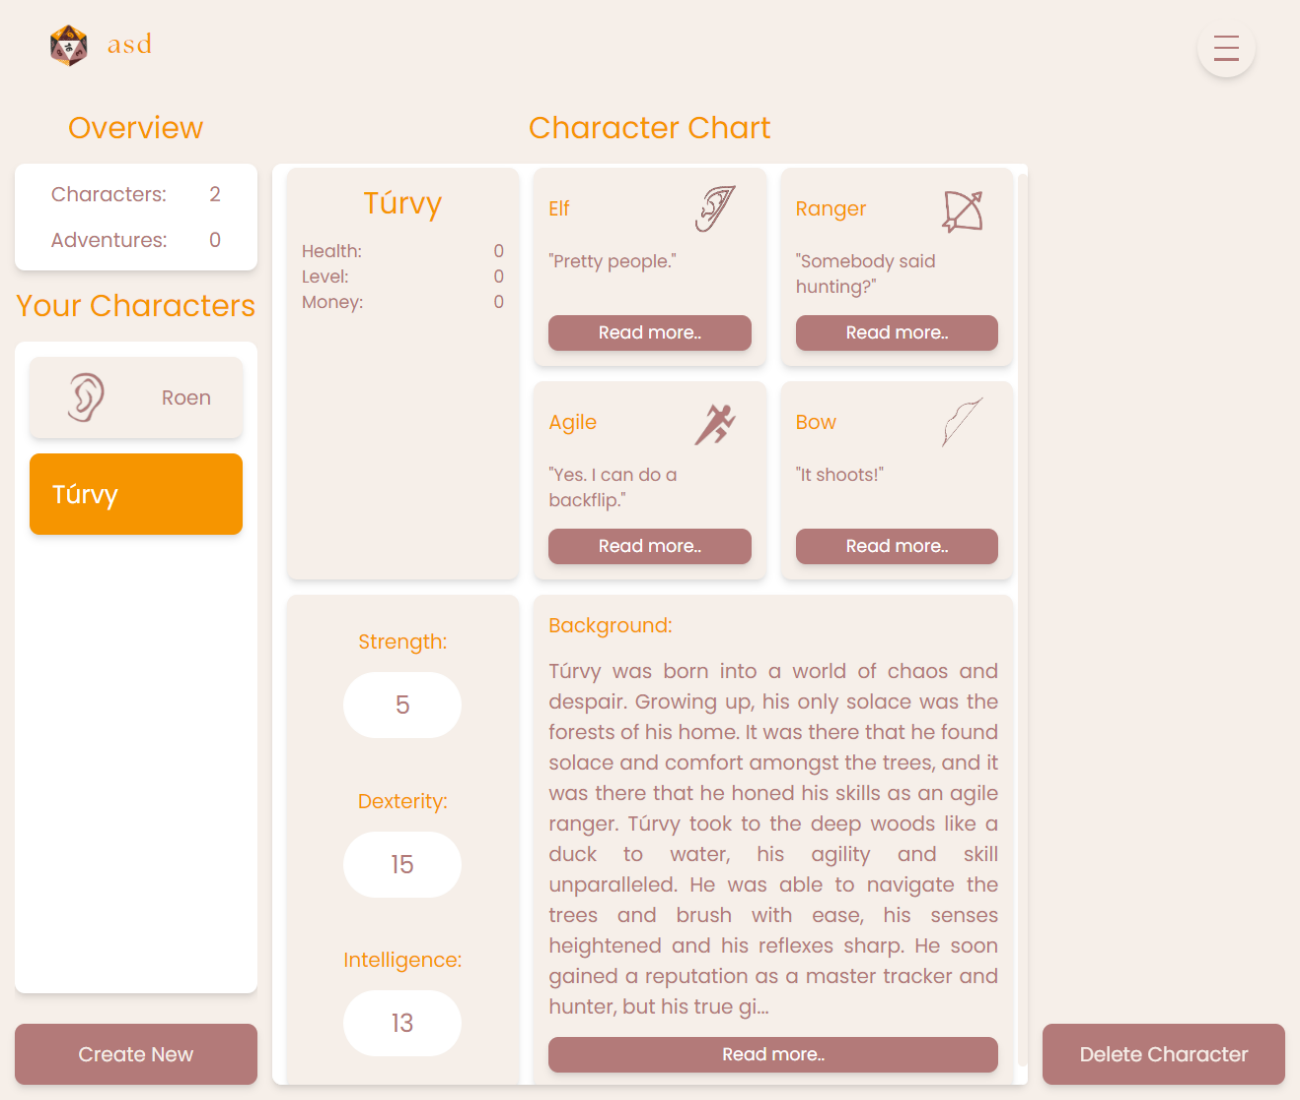 asd
Overview
Characters: 2
Adventures: 0
Your Characters
Roen
Túrvy
Create New
Character Chart
Túrvy
Health: 0
Level: 0
Money: 0
Elf
"Pretty people."
Read more..
Ranger
"Somebody said
hunting?"
Read more..
Agile
"Yes. I can do a
backflip."
Read more..
Bow
"It shoots!"
Read more..
Strength:
5
Dexterity:
15
Intelligence:
13
Background:
Túrvy was born into a world of chaos and
despair. Growing up, his only solace was the
forests of his home. It was there that he found
solace and comfort amongst the trees, and it
was there that he honed his skills as an agile
ranger. Túrvy took to the deep woods like a
duck to water, his agility and skill
unparalleled. He was able to navigate the
trees and brush with ease, his senses
heightened and his reflexes sharp. He soon
gained a reputation as a master tracker and
hunter, but his true gi...
Read more..
Delete Character